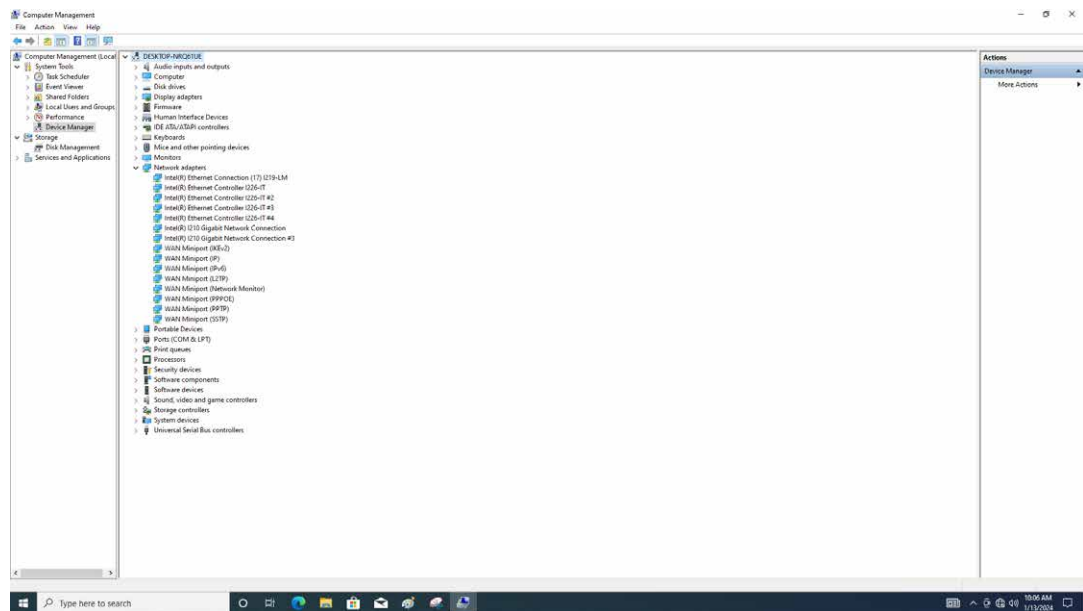 Computer Management
File Action View Help
Computer Management (Local
System Tools
Task Scheduler
Event Viewer
Shared Folders
Local Users and Groups
Performance
Device Manager
Storage
Disk Management
Services and Applications
DESKTOP-NRQ61UE
Audio inputs and outputs
Computer
Disk drives
Display adapters
Firmware
Human Interface Devices
IDE ATA/ATAPI controllers
Keyboards
Mice and other pointing devices
Monitors
Network adapters
Intel(R) Ethernet Connection (17) I219-LM
Intel(R) Ethernet Controller I226-IT
Intel(R) Ethernet Controller I226-IT #2
Intel(R) Ethernet Controller I226-IT #3
Intel(R) Ethernet Controller I226-IT #4
Intel(R) I210 Gigabit Network Connection
Intel(R) I210 Gigabit Network Connection #3
WAN Miniport (IKEv2)
WAN Miniport (IP)
WAN Miniport (IPv6)
WAN Miniport (L2TP)
WAN Miniport (Network Monitor)
WAN Miniport (PPPOE)
WAN Miniport (PPTP)
WAN Miniport (SSTP)
Portable Devices
Ports (COM & LPT)
Print queues
Processors
Security devices
Software components
Software devices
Sound, video and game controllers
Storage controllers
System devices
Universal Serial Bus controllers
Actions
Device Manager
More Actions
Type here to search
10:06 AM
1/13/2024